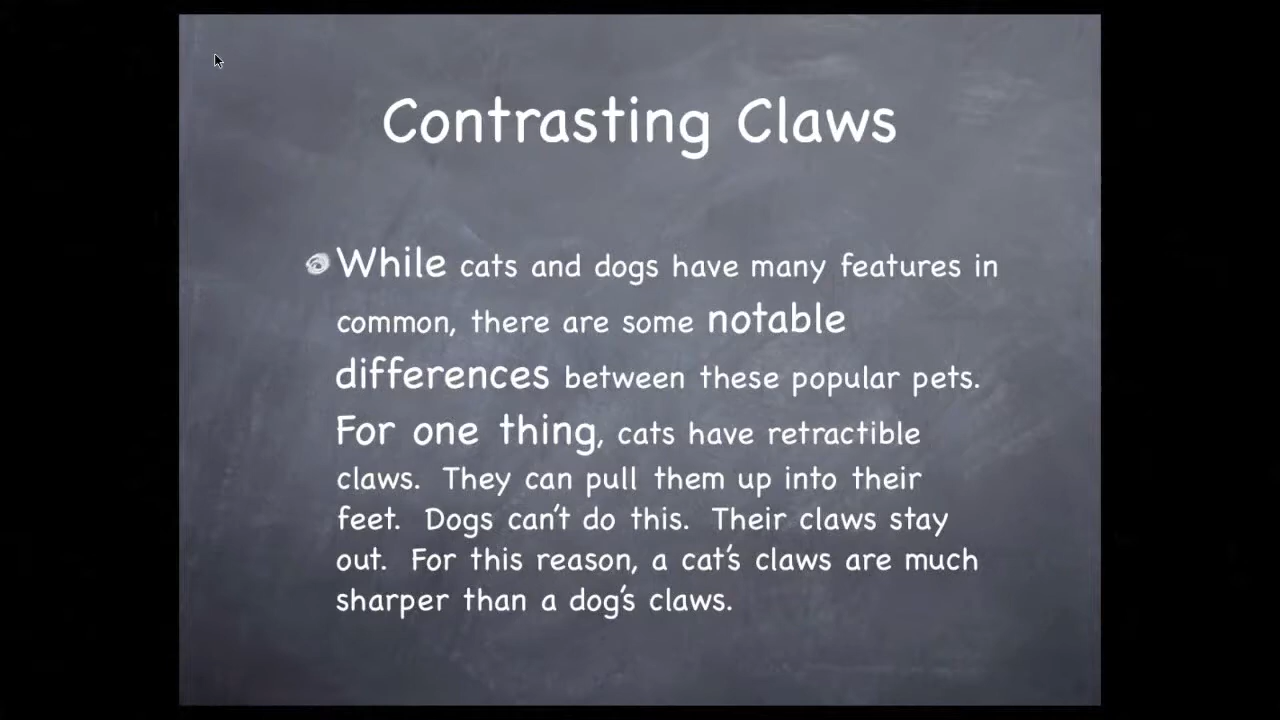 Contrasting Claws
While cats and dogs have many features in
common, there are some notable
differences between these popular pets.
For one thing, cats have retractible
claws.  They can pull them up into their
feet.  Dogs can't do this.  Their claws stay
out.  For this reason, a cat's claws are much
sharper than a dog's claws.